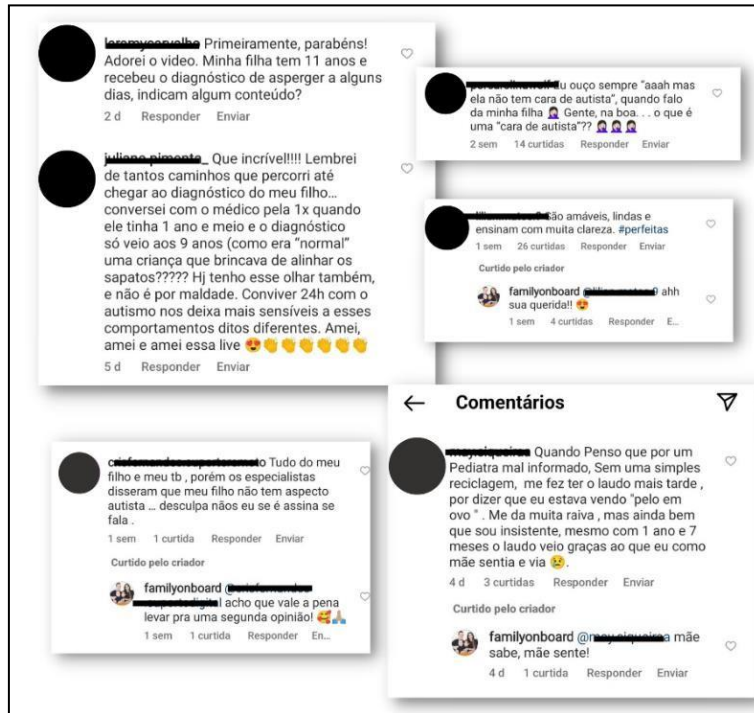 Primeiramente, parabéns!
Adorei o video. Minha filha tem 11 anos e
recebeu o diagnóstico de asperger a alguns
dias, indicam algum conteúdo?
2 d Responder Enviar
Que incrível!!!! Lembrei
de tantos caminhos que percorri até
chegar ao diagnóstico do meu filho...
conversei com o médico pela 1x quando
ele tinha 1 ano e meio e o diagnóstico
só veio aos 9 anos (como era "normal"
uma criança que brincava de alinhar os
sapatos????? Hj tenho esse olhar também,
e não é por maldade. Conviver 24h com o
autismo nos deixa mais sensíveis a esses
comportamentos ditos diferentes. Amei,
amei e amei essa live 😍👏👏👏👏👏👏
5 d Responder Enviar
Eu ouço sempre "aaah mas
ela não tem cara de autista", quando falo
da minha filha 🤦🏻‍♀️ Gente, na boa. . . o que é
uma "cara de autista"?? 🤦🏻‍♀️🤦🏻‍♀️🤦🏻‍♀️
2 sem 14 curtidas Responder Enviar
São amáveis, lindas e
ensinam com muita clareza. #perfeitas
1 sem 26 curtidas Responder Enviar
Curtido pelo criador
familyonboard ahh
sua querida!! 😍
1 sem 4 curtidas Responder E...
Tudo do meu
filho e meu tb , porém os especialistas
disseram que meu filho não tem aspecto
autista ... desculpa nãos eu se é assina se
fala .
1 sem 1 curtida Responder Enviar
Curtido pelo criador
familyonboard
acho que vale a pena
levar pra uma segunda opinião! 🥰🙏🏼
1 sem 1 curtida Responder En...
Comentários
Quando Penso que por um
Pediatra mal informado, Sem uma simples
reciclagem, me fez ter o laudo mais tarde ,
por dizer que eu estava vendo "pelo em
ovo " . Me da muita raiva , mas ainda bem
que sou insistente, mesmo com 1 ano e 7
meses o laudo veio graças ao que eu como
mãe sentia e via 😢.
4 d 3 curtidas Responder Enviar
Curtido pelo criador
familyonboard mãe
sabe, mãe sente!
4 d 1 curtida Responder Enviar